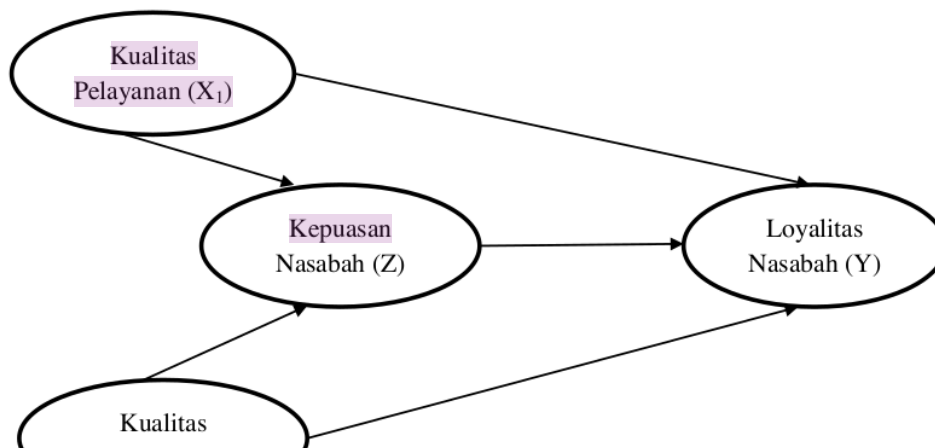 Kualitas
Pelayanan (X₁)
Kepuasan
Nasabah (Z)
Loyalitas
Nasabah (Y)
Kualitas